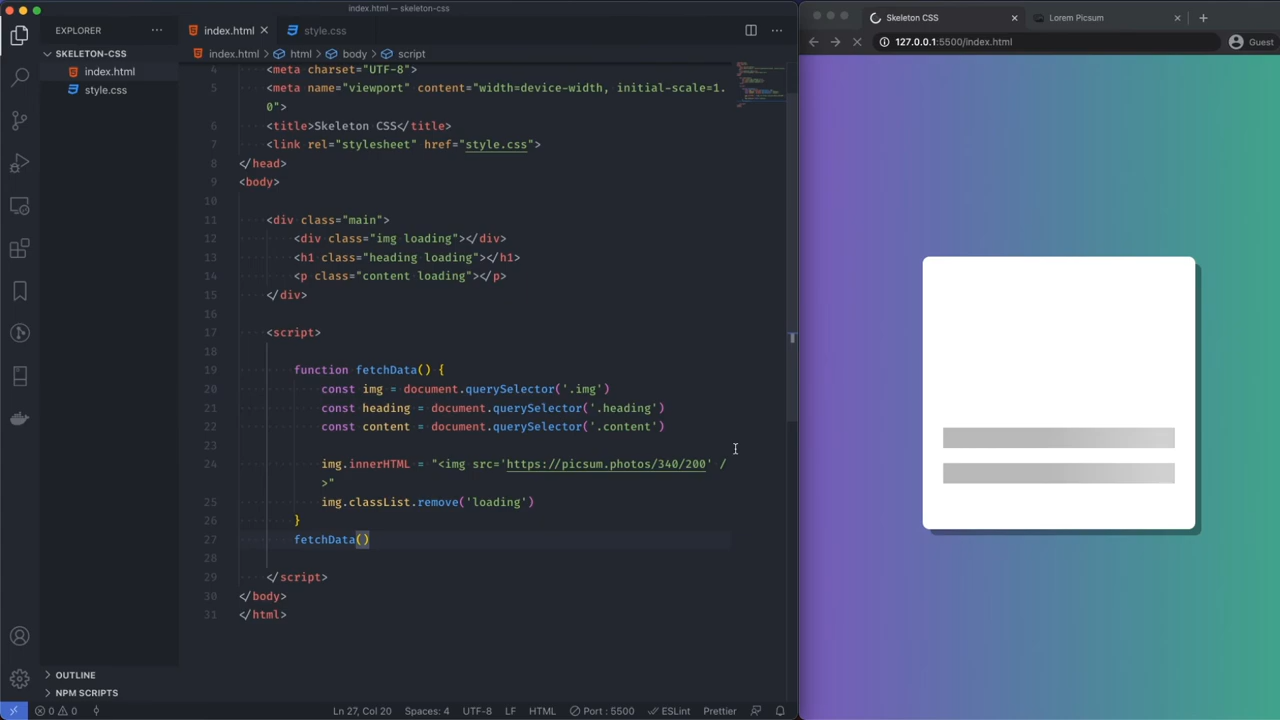 index.html — skeleton-css
EXPLORER
index.html
style.css
Skeleton CSS
Lorem Picsum
127.0.0.1:5500/index.html
Guest
SKELETON-CSS
index.html
style.css
index.html > html > body > script
4 <meta charset="UTF-8">
5 <meta name="viewport" content="width=device-width, initial-scale=1.
0">
6 <title>Skeleton CSS</title>
7 <link rel="stylesheet" href="style.css">
8 </head>
9 <body>
10
11 <div class="main">
12 <div class="img loading"></div>
13 <h1 class="heading loading"></h1>
14 <p class="content loading"></p>
15 </div>
16
17 <script>
18
19 function fetchData() {
20 const img = document.querySelector('.img')
21 const heading = document.querySelector('.heading')
22 const content = document.querySelector('.content')
23
24 img.innerHTML = "<img src='https://picsum.photos/340/200' /
>"
25 img.classList.remove('loading')
26 }
27 fetchData()
28
29 </script>
30 </body>
31 </html>
OUTLINE
NPM SCRIPTS
0 0
Ln 27, Col 20
Spaces: 4
UTF-8
LF
HTML
Port : 5500
ESLint
Prettier